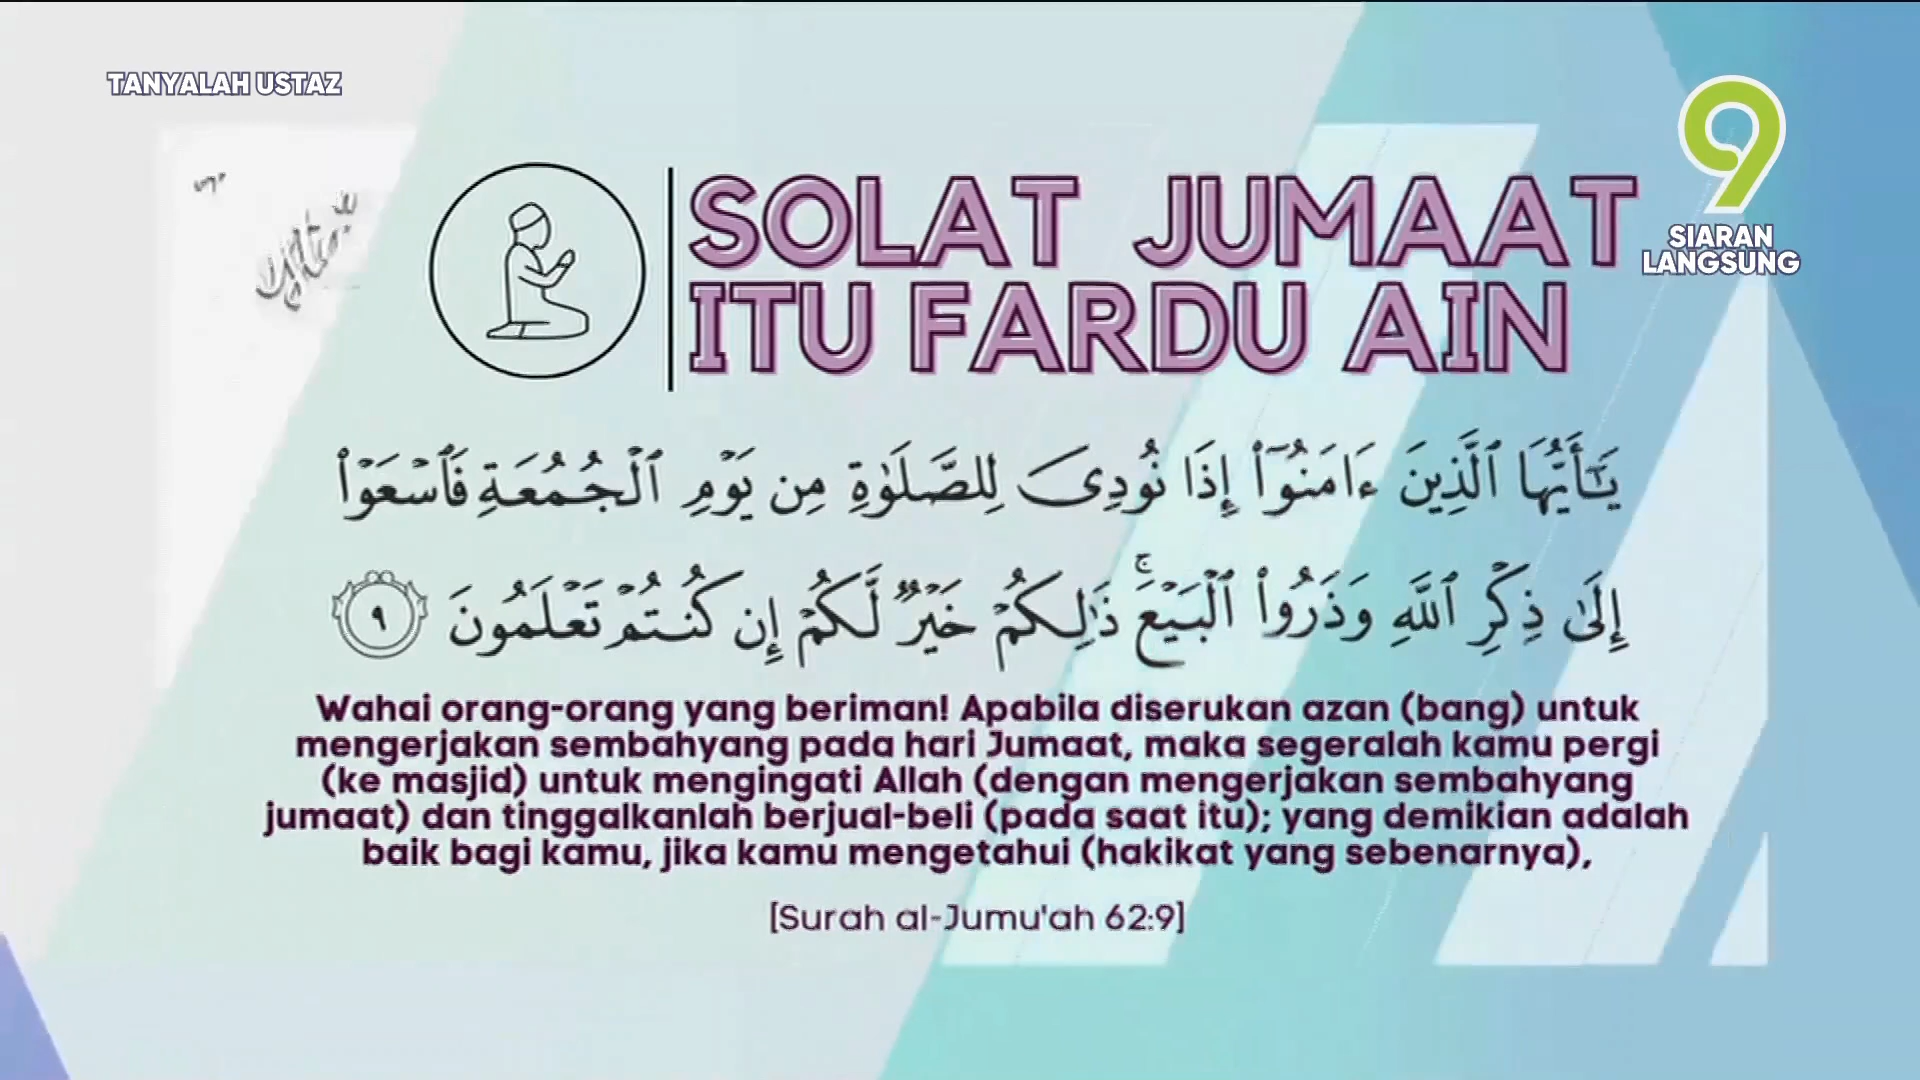 TANYALAH USTAZ
9
SIARAN
LANGSUNG
SOLAT JUMAAT
ITU FARDU AIN
يَـٰٓأَيُّهَا ٱلَّذِينَ ءَامَنُوٓا۟ إِذَا نُودِىَ لِلصَّلَوٰةِ مِن يَوْمِ ٱلْجُمُعَةِ فَٱسْعَوْا۟
إِلَىٰ ذِكْرِ ٱللَّهِ وَذَرُوا۟ ٱلْبَيْعَ ۚ ذَٰلِكُمْ خَيْرٌ لَّكُمْ إِن كُنتُمْ تَعْلَمُونَ ٩
Wahai orang-orang yang beriman! Apabila diserukan azan (bang) untuk
mengerjakan sembahyang pada hari Jumaat, maka segeralah kamu pergi
(ke masjid) untuk mengingati Allah (dengan mengerjakan sembahyang
jumaat) dan tinggalkanlah berjual-beli (pada saat itu); yang demikian adalah
baik bagi kamu, jika kamu mengetahui (hakikat yang sebenarnya),
[Surah al-Jumu'ah 62:9]